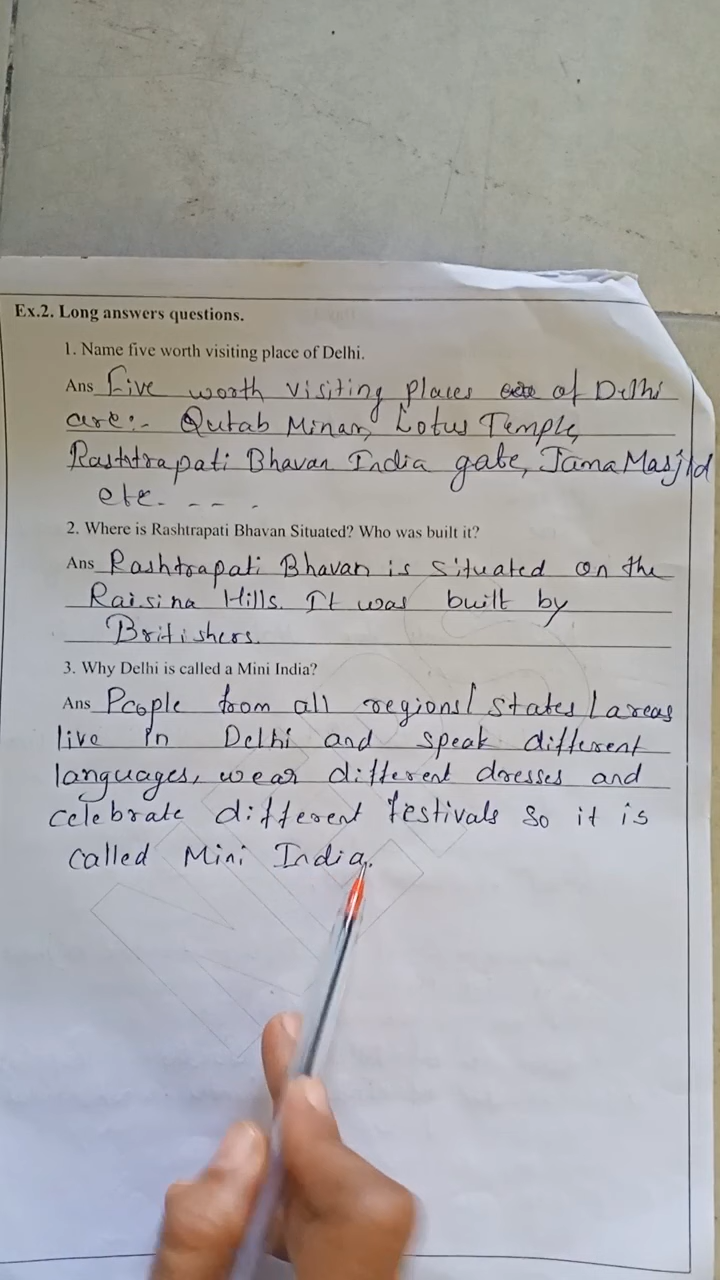 Ex.2. Long answers questions.
1. Name five worth visiting place of Delhi.
Ans Five worth visiting places of Delhi
are:- Qutab Minar, Lotus Temple,
Rashtrapati Bhavan India gate, Jama Masjid
etc. - - -
2. Where is Rashtrapati Bhavan Situated? Who was built it?
Ans Rashtrapati Bhavan is situated on the
Raisina Hills. It was built by
Britishers.
3. Why Delhi is called a Mini India?
Ans People from all regions/states/areas
live in Delhi and speak different
languages, wear different dresses and
celebrate different festivals so it is
called Mini India.